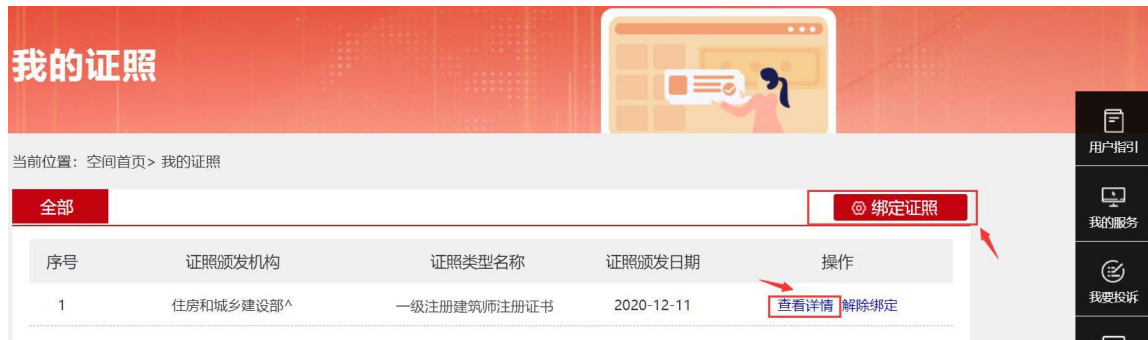 我的证照
当前位置：空间首页> 我的证照
全部
绑定证照
序号 证照颁发机构 证照类型名称 证照颁发日期 操作
1 住房和城乡建设部^ 一级注册建筑师注册证书 2020-12-11 查看详情 解除绑定
用户指引
我的服务
我要投诉